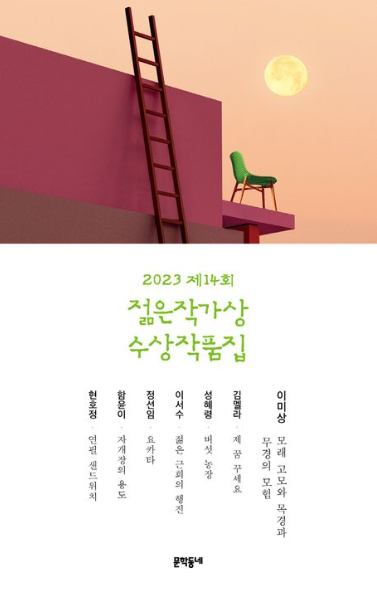 2023 제14회
젊은작가상
수상작품집
이미상 모래 고모와 목경과
무경의 모험
김멜라 · 제 꿈 꾸세요
성혜령 · 버섯 농장
이서수 · 젊은 근희의 행진
정선임 · 요카타
함윤이 · 자개장의 용도
현호정 · 연필 샌드위치
문학동네